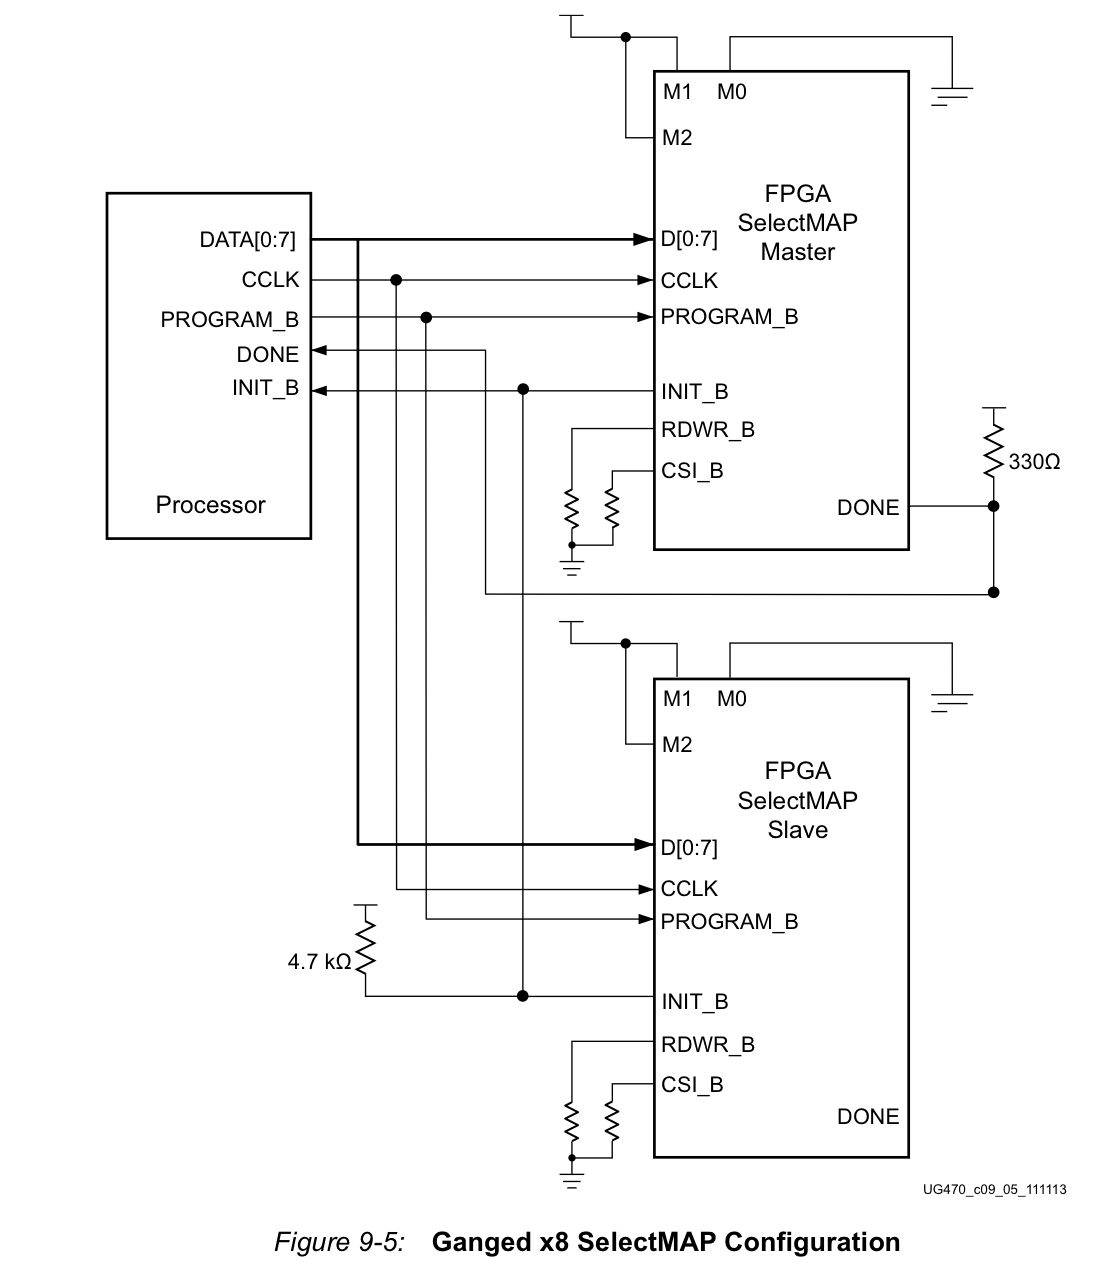 M1 M0
M2
FPGA
SelectMAP
Master
DATA[0:7]
CCLK
PROGRAM_B
DONE
INIT_B
Processor
D[0:7]
CCLK
PROGRAM_B
INIT_B
RDWR_B
CSI_B
DONE
330Ω
M1 M0
M2
FPGA
SelectMAP
Slave
D[0:7]
CCLK
PROGRAM_B
4.7 kΩ
INIT_B
RDWR_B
CSI_B
DONE
UG470_c09_05_111113
Figure 9-5: Ganged x8 SelectMAP Configuration